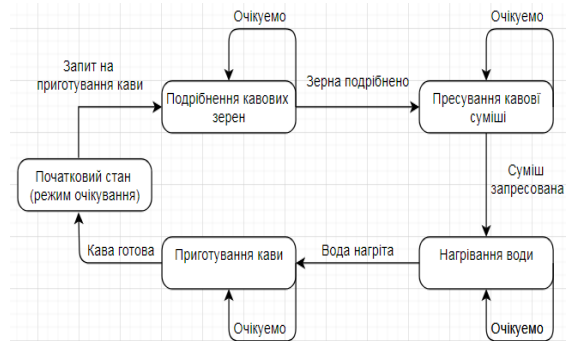 Очікуємо
Очікуємо
Запит на
приготування кави
Подрібнення кавових
зерен
Зерна подрібнено
Пресування кавової
суміші
Початковий стан
(режим очікування)
Суміш
запресована
Кава готова
Приготування кави
Вода нагріта
Нагрівання води
Очікуємо
Очікуємо